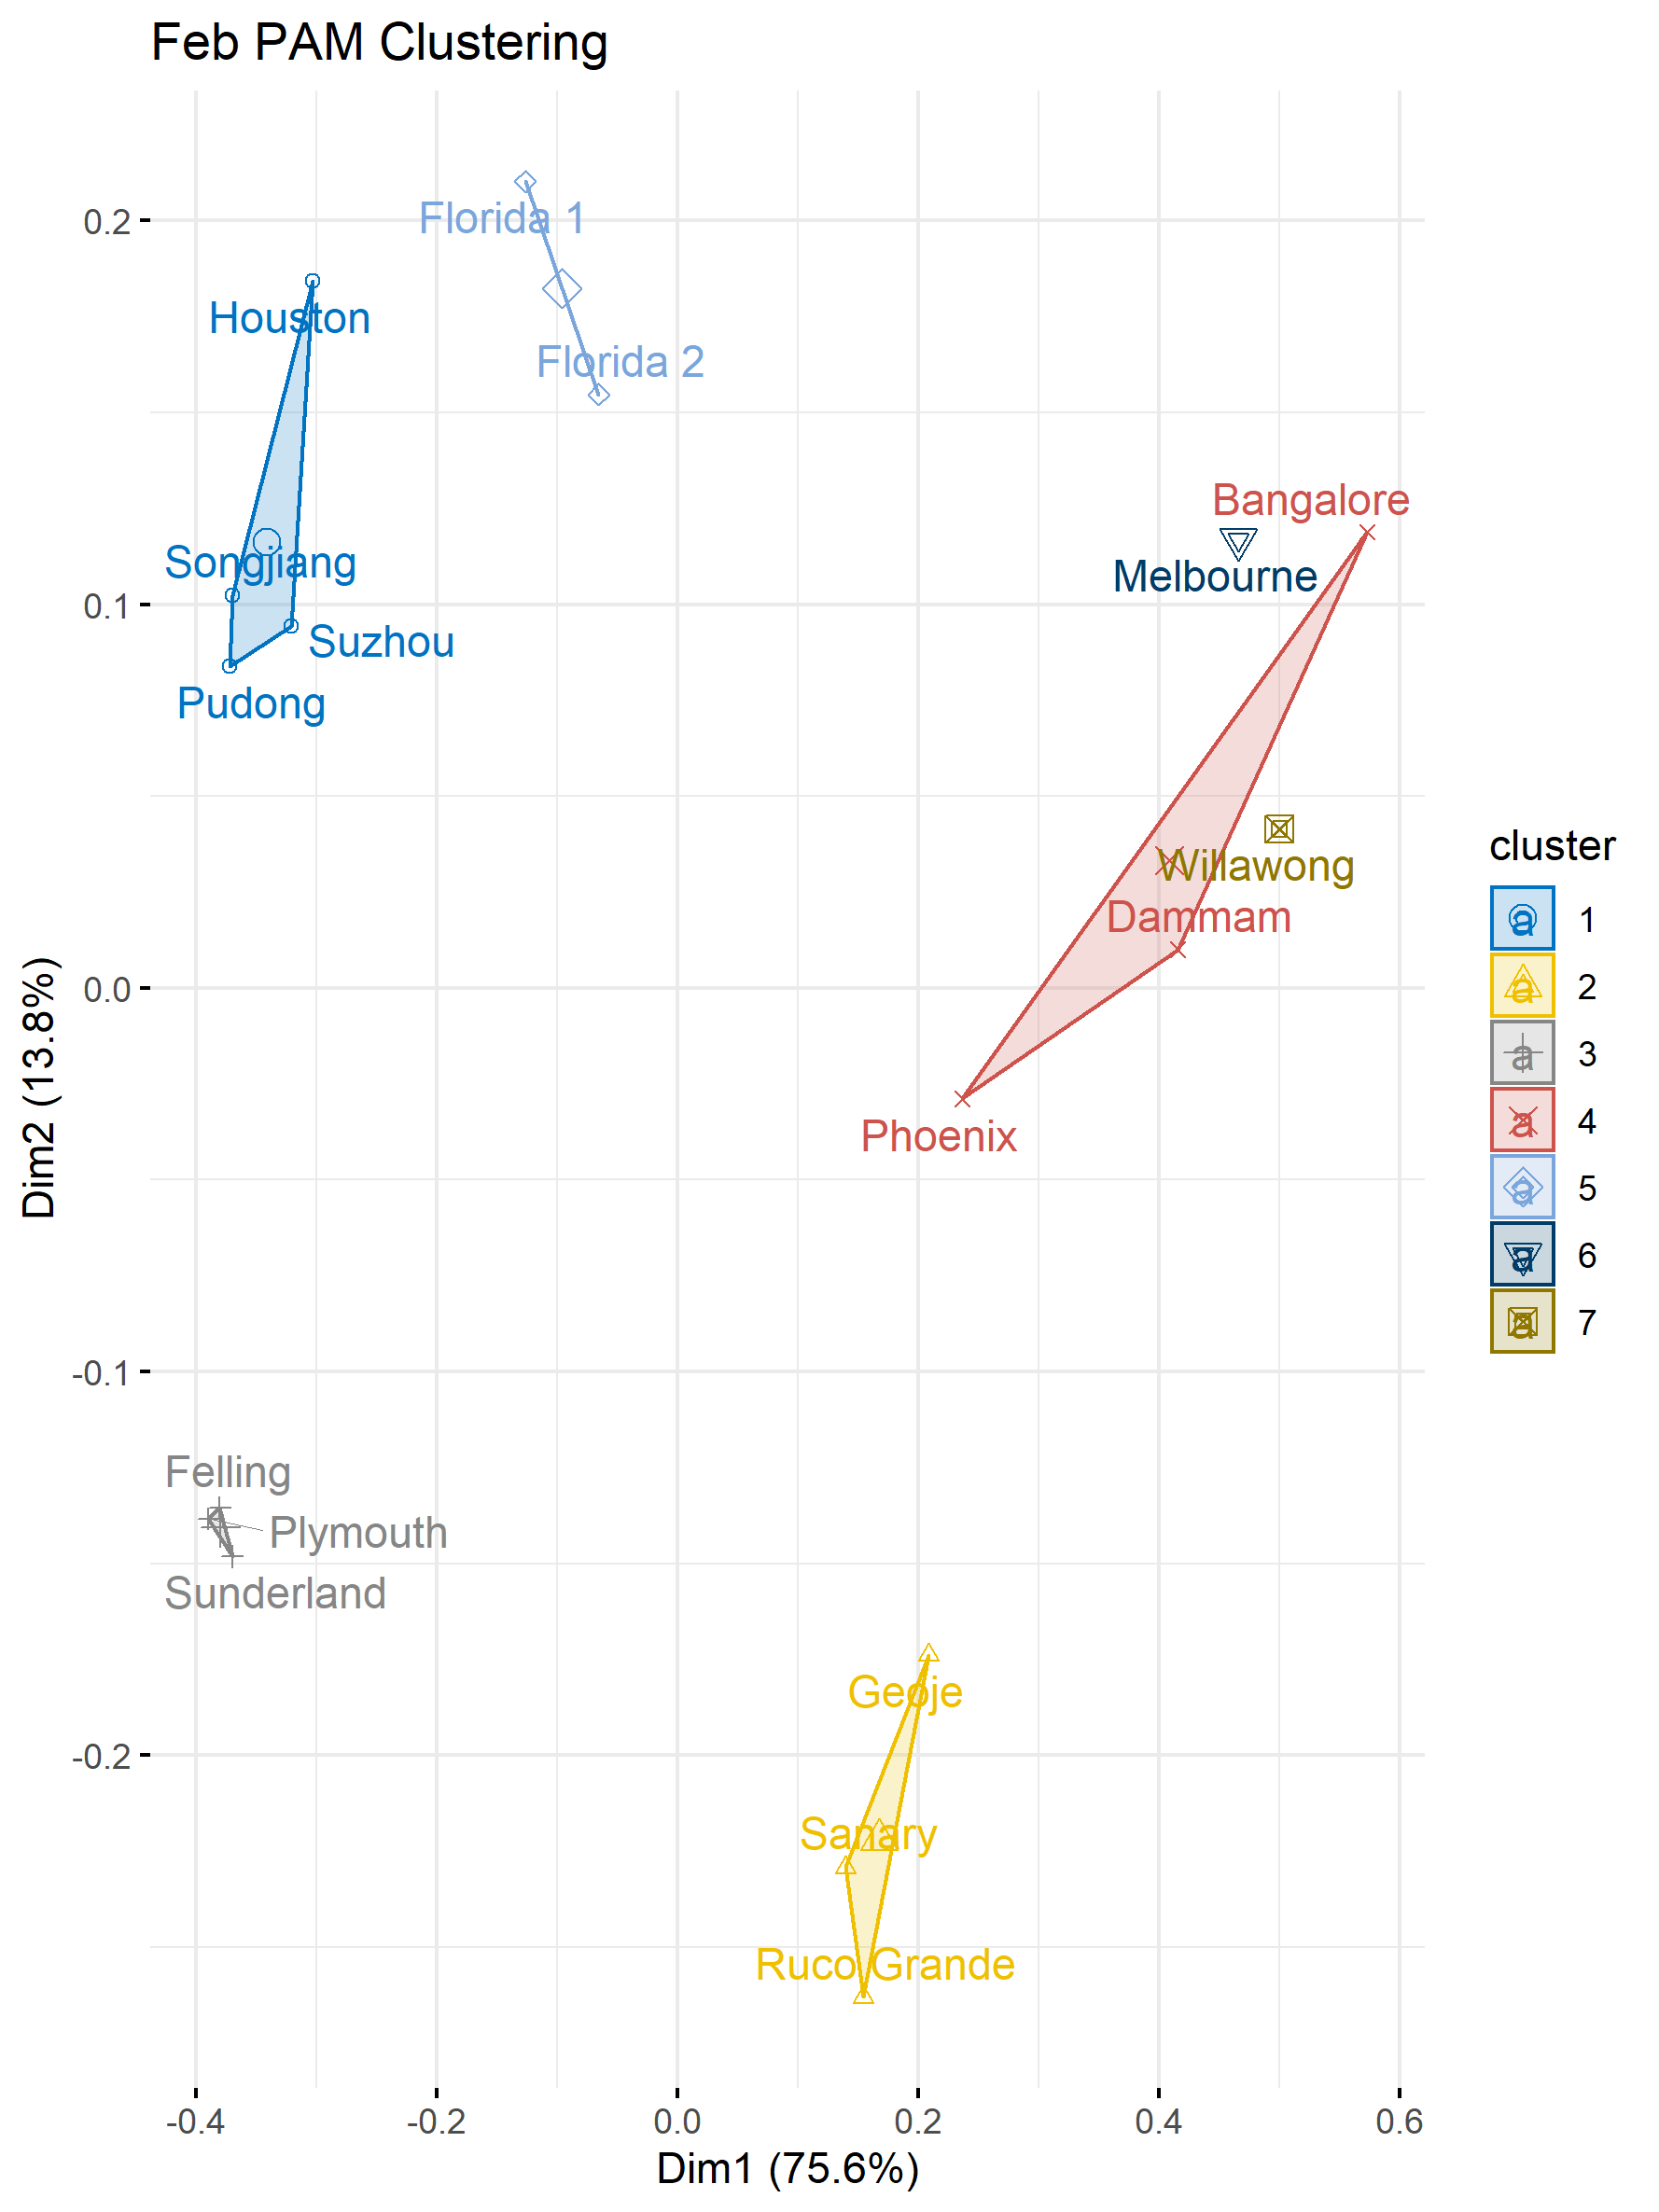 Feb PAM Clustering
Florida 1
Houston
Florida 2
Bangalore
Melbourne
Songjiang
Suzhou
Pudong
Willawong
Dammam
Phoenix
Felling
Plymouth
Sunderland
Geoje
Sanary
Ruco Grande
0.2
0.1
0.0
-0.1
-0.2
Dim2 (13.8%)
-0.4
-0.2
0.0
0.2
0.4
0.6
Dim1 (75.6%)
cluster
a 1
a 2
a 3
a 4
a 5
a 6
a 7